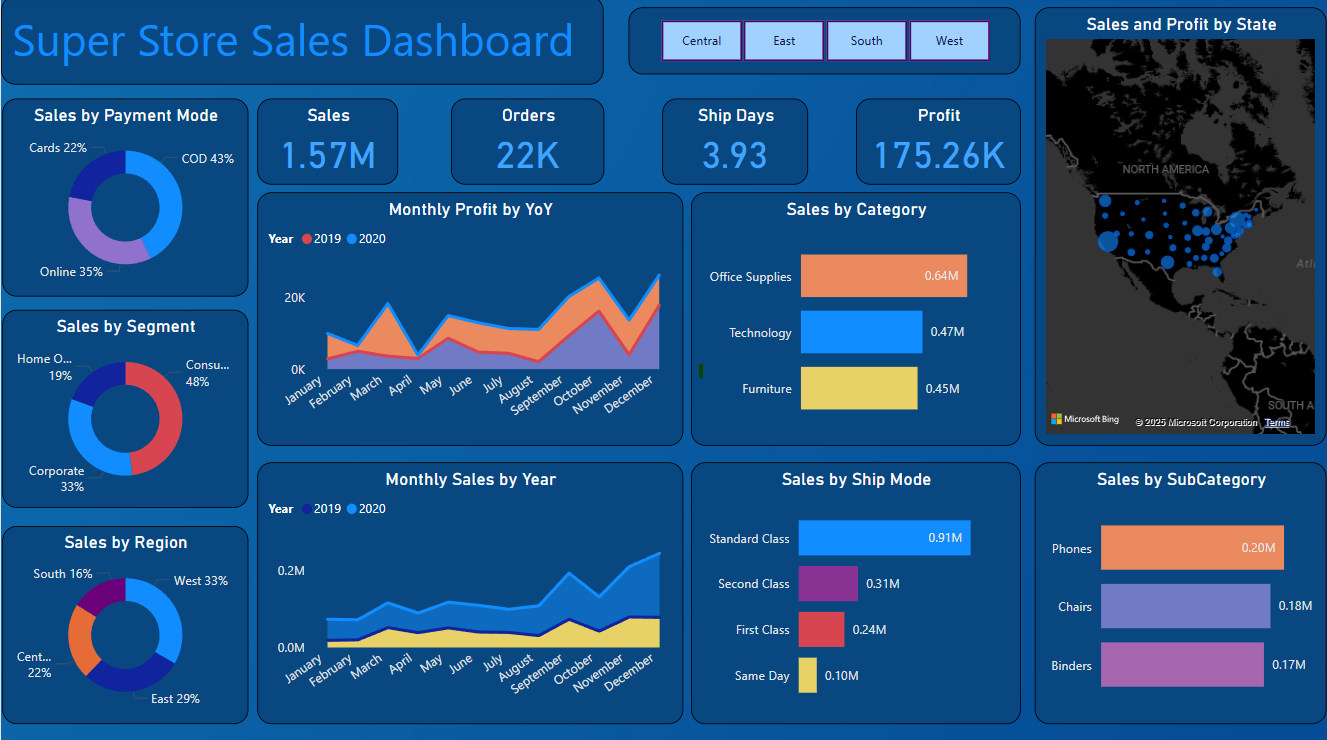 Super Store Sales Dashboard
Central
East
South
West
Sales and Profit by State
NORTH AMERICA
Atl
SOUTH A
Microsoft Bing
© 2025 Microsoft Corporation Terms
Sales by Payment Mode
Cards 22%
COD 43%
Online 35%
Sales
1.57M
Orders
22K
Ship Days
3.93
Profit
175.26K
Monthly Profit by YoY
Year 2019 2020
20K
0K
January
February
March
April
May
June
July
August
September
October
November
December
Sales by Category
Office Supplies 0.64M
Technology 0.47M
Furniture 0.45M
Sales by Segment
Home O...
19%
Consu...
48%
Corporate
33%
Sales by Region
South 16%
West 33%
Cent...
22%
East 29%
Monthly Sales by Year
Year 2019 2020
0.2M
0.0M
January
February
March
April
May
June
July
August
September
October
November
December
Sales by Ship Mode
Standard Class 0.91M
Second Class 0.31M
First Class 0.24M
Same Day 0.10M
Sales by SubCategory
Phones 0.20M
Chairs 0.18M
Binders 0.17M